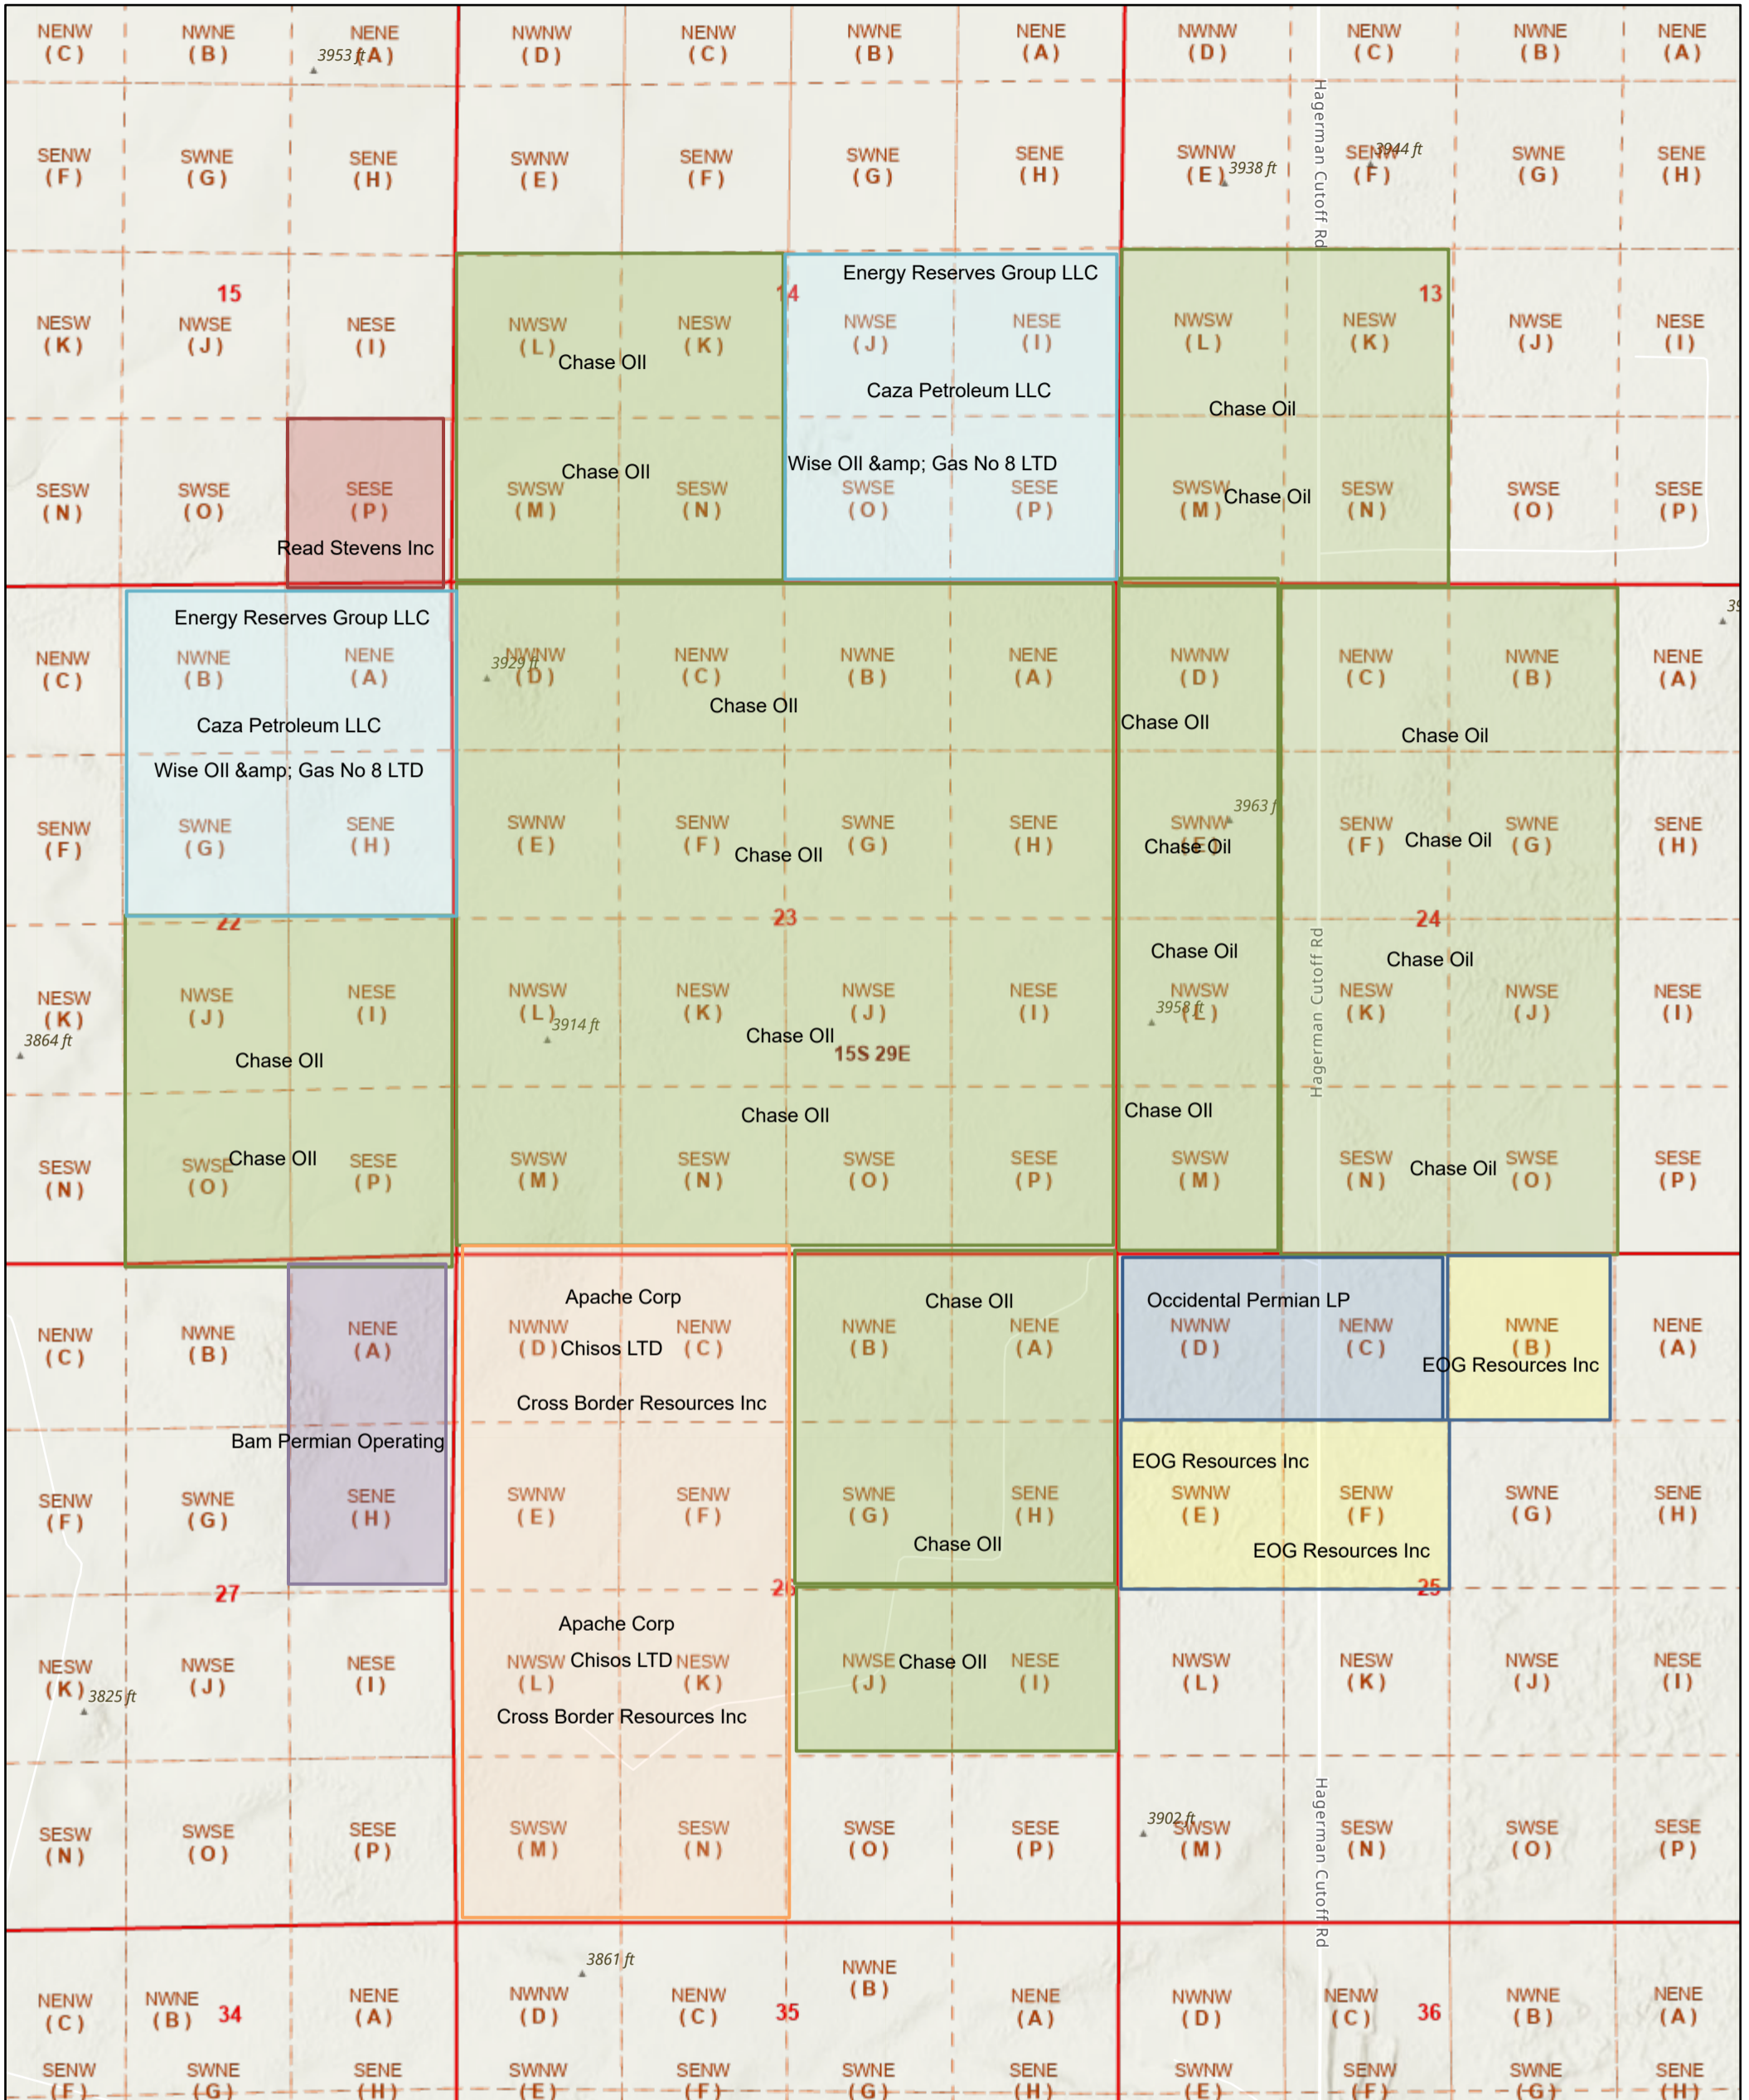 NENW NWNE NENE NWNW NENW NWNE NENE NWNW NENW NWNE NENE
(C) (B) 3953 ft (A) (D) (C) (B) (A) (D) (C) (B) (A)
Hagerman Cutoff Rd
SENW SWNE SENE SWNW SENW SWNE SENE SWNW SENW 3944 ft SWNE SENE
(F) (G) (H) (E) (F) (G) (H) (E) 3938 ft (F) (G) (H)
Energy Reserves Group LLC
15 14 13
NESW NWSE NESE NWSW NESW NWSE NESE NWSW NESW NWSE NESE
(K) (J) (I) (L) (K) (J) (I) (L) (K) (J) (I)
Chase OIl
Caza Petroleum LLC
Chase Oil
Chase OIl Wise OIl &amp; Gas No 8 LTD
SESW SWSE SESE SWSW SESW SWSE SESE SWSW Chase Oil SESW SWSE SESE
(N) (O) (P) (M) (N) (O) (P) (M) (N) (O) (P)
Read Stevens Inc
Energy Reserves Group LLC
NENW NWNE NENE 3929 ft NWNW NENW NWNE NENE NWNW NENW NWNE NENE
(C) (B) (A) (D) (C) (B) (A) (D) (C) (B) (A)
Chase OIl
Caza Petroleum LLC Chase OIl Chase Oil
Wise OIl &amp; Gas No 8 LTD
3963 f
SENW SWNE SENE SWNW SENW SWNE SENE SWNW SENW SWNE SENE
(F) (G) (H) (E) (F) Chase OIl (G) (H) (E) Chase Oil (F) Chase Oil (G) (H)
22 23 24
Chase Oil Chase Oil
Hagerman Cutoff Rd
NESW NWSE NESE NWSW NESW NWSE NESE NWSW NESW NWSE NESE
(K) (J) (I) (L) (K) (J) (I) 3958 ft (L) (K) (J) (I)
3864 ft 3914 ft Chase OIl
Chase OIl 15S 29E
Chase OIl Chase OIl
SESW SWSE Chase OIl SESE SWSW SESW SWSE SESE SWSW SESW Chase Oil SWSE SESE
(N) (O) (P) (M) (N) (O) (P) (M) (N) (O) (P)
Apache Corp Chase OIl Occidental Permian LP
NENW NWNE NENE NWNW NENW NWNE NENE NWNW NENW NWNE NENE
(C) (B) (A) (D) Chisos LTD (C) (B) (A) (D) (C) (B) (A)
EOG Resources Inc
Cross Border Resources Inc
Bam Permian Operating
EOG Resources Inc
SENW SWNE SENE SWNW SENW SWNE SENE SWNW SENW SWNE SENE
(F) (G) (H) (E) (F) (G) (H) (E) (F) (G) (H)
Chase OIl EOG Resources Inc
27 26 25
Apache Corp
NESW NWSE NESE NWSW Chisos LTD NESW NWSE Chase OIl NESE NWSW NESW NWSE NESE
(K) (J) (I) (L) (K) (J) (I) (L) (K) (J) (I)
3825 ft
Cross Border Resources Inc
Hagerman Cutoff Rd
3902 ft
SESW SWSE SESE SWSW SESW SWSE SESE SWSW SESW SWSE SESE
(N) (O) (P) (M) (N) (O) (P) (M) (N) (O) (P)
3861 ft
NENW NWNE NENE NWNW NENW NWNE NENE NWNW NENW NWNE NENE
(C) (B) 34 (A) (D) (C) 35 (B) (A) (D) (C) 36 (B) (A)
SENW SWNE SENE SWNW SENW SWNE SENE SWNW SENW SWNE SENE
(F) (G) (H) (E) (F) (G) (H) (E) (F) (G) (H)